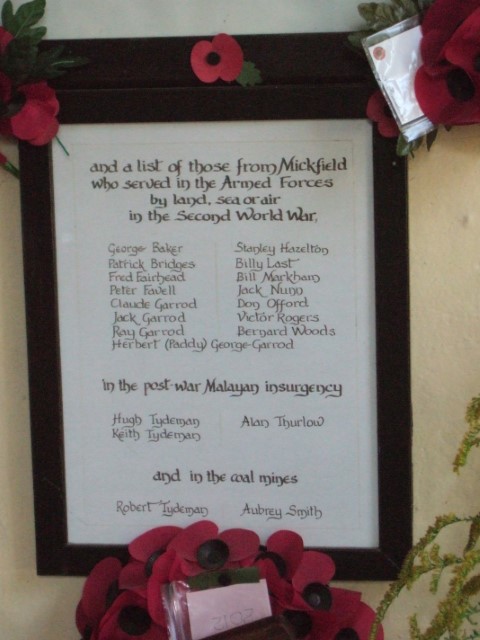 and a list of those from Mickfield
who served in the Armed Forces
by land, sea or air
in the Second World War,
George Baker Stanley Hazelton
Patrick Bridges Billy Last
Fred Fairhead Bill Markham
Peter Favell Jack Nunn
Claude Garrod Don Offord
Jack Garrod Victor Rogers
Ray Garrod Bernard Woods
Herbert (Paddy) George-Garrod
in the post-war Malayan insurgency
Hugh Tydeman Alan Thurlow
Keith Tydeman
and in the coal mines
Robert Tydeman Aubrey Smith
2012